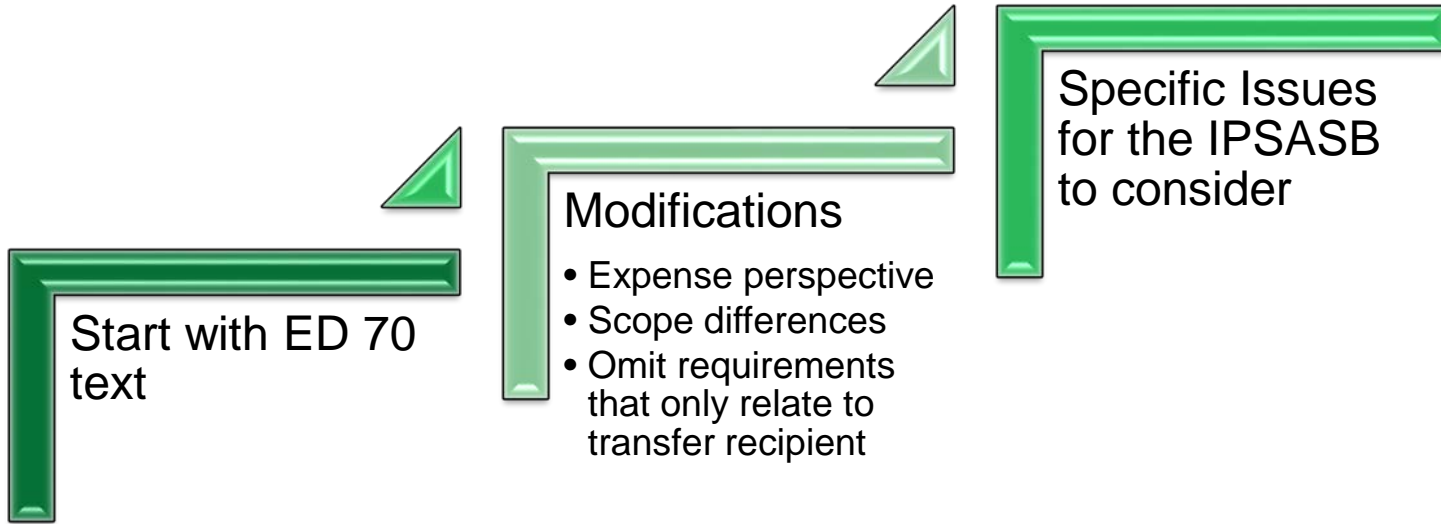 Start with ED 70
text
Modifications
• Expense perspective
• Scope differences
• Omit requirements
that only relate to
transfer recipient
Specific Issues
for the IPSASB
to consider